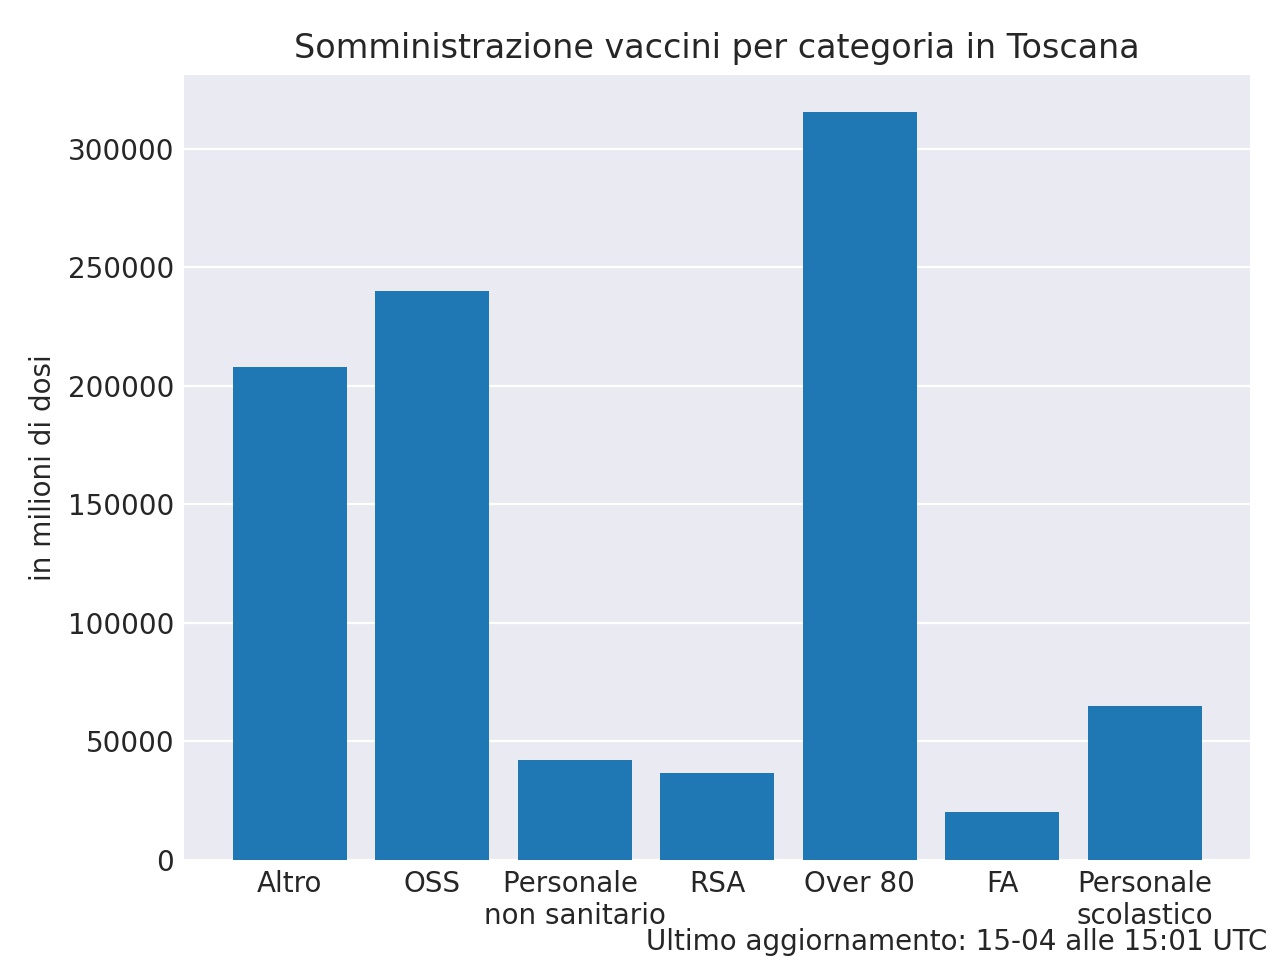 Somministrazione vaccini per categoria in Toscana
in milioni di dosi
300000
250000
200000
150000
100000
50000
0
Altro
OSS
Personale
non sanitario
RSA
Over 80
FA
Personale
scolastico
Ultimo aggiornamento: 15-04 alle 15:01 UTC